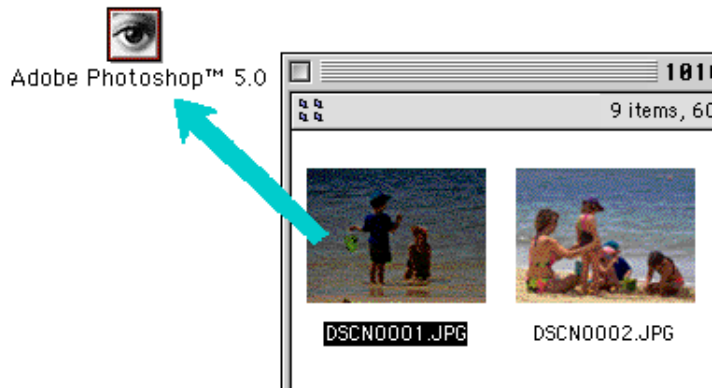 Adobe Photoshop™ 5.0
9 items, 60
DSCN0001.JPG
DSCN0002.JPG